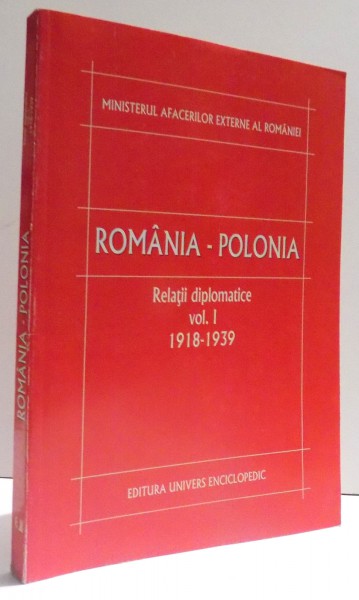 MINISTERUL AFACERILOR EXTERNE AL ROMÂNIEI
ROMÂNIA - POLONIA
Relaţii diplomatice
vol. I
1918-1939
EDITURA UNIVERS ENCICLOPEDIC
ROMÂNIA - POLONIA